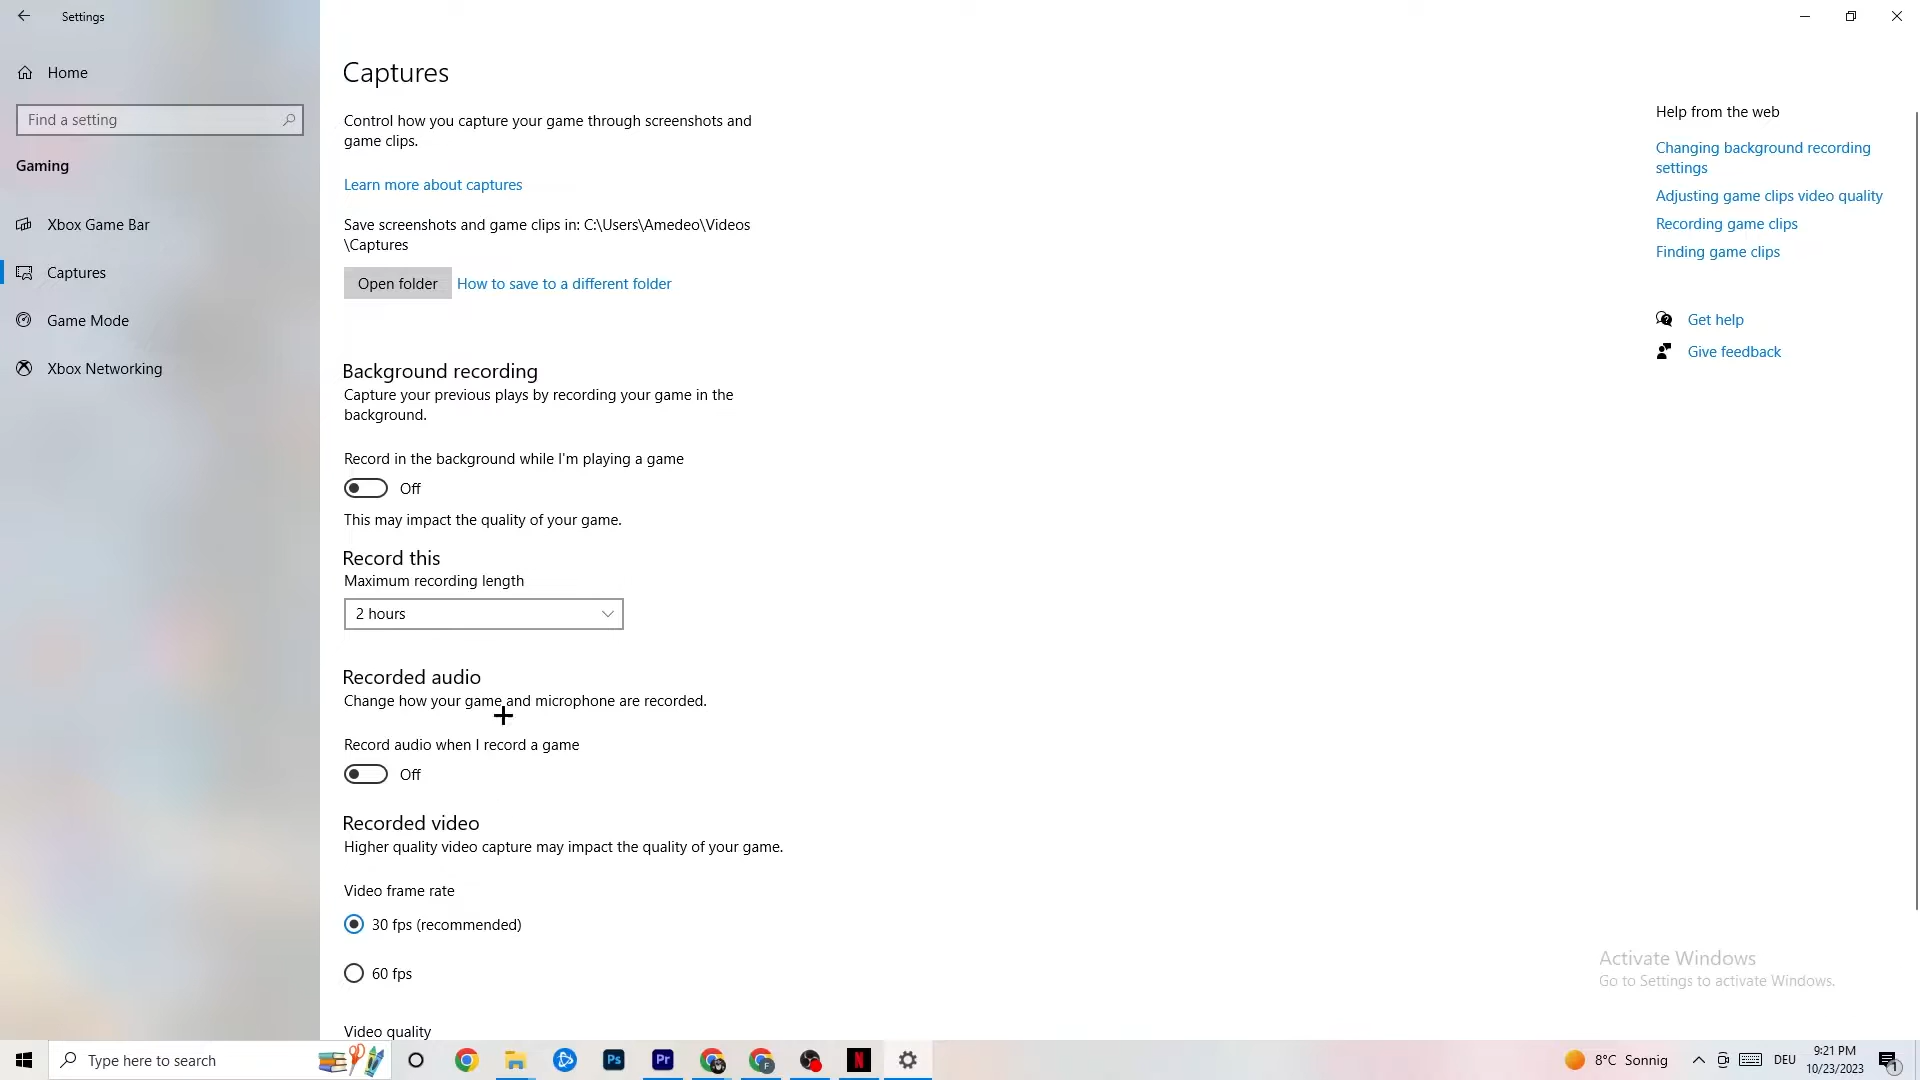 Settings
Home
Find a setting
Gaming
Xbox Game Bar
Captures
Game Mode
Xbox Networking
Captures
Control how you capture your game through screenshots and
game clips.
Learn more about captures
Save screenshots and game clips in: C:\Users\Amedeo\Videos
\Captures
Open folder
How to save to a different folder
Background recording
Capture your previous plays by recording your game in the
background.
Record in the background while I'm playing a game
Off
This may impact the quality of your game.
Record this
Maximum recording length
2 hours
Recorded audio
Change how your game and microphone are recorded.
Record audio when I record a game
Off
Recorded video
Higher quality video capture may impact the quality of your game.
Video frame rate
30 fps (recommended)
60 fps
Video quality
Help from the web
Changing background recording
settings
Adjusting game clips video quality
Recording game clips
Finding game clips
Get help
Give feedback
Activate Windows
Go to Settings to activate Windows.
Type here to search
Ps
Pr
F
N
8°C Sonnig
DEU
9:21 PM
10/23/2023
1